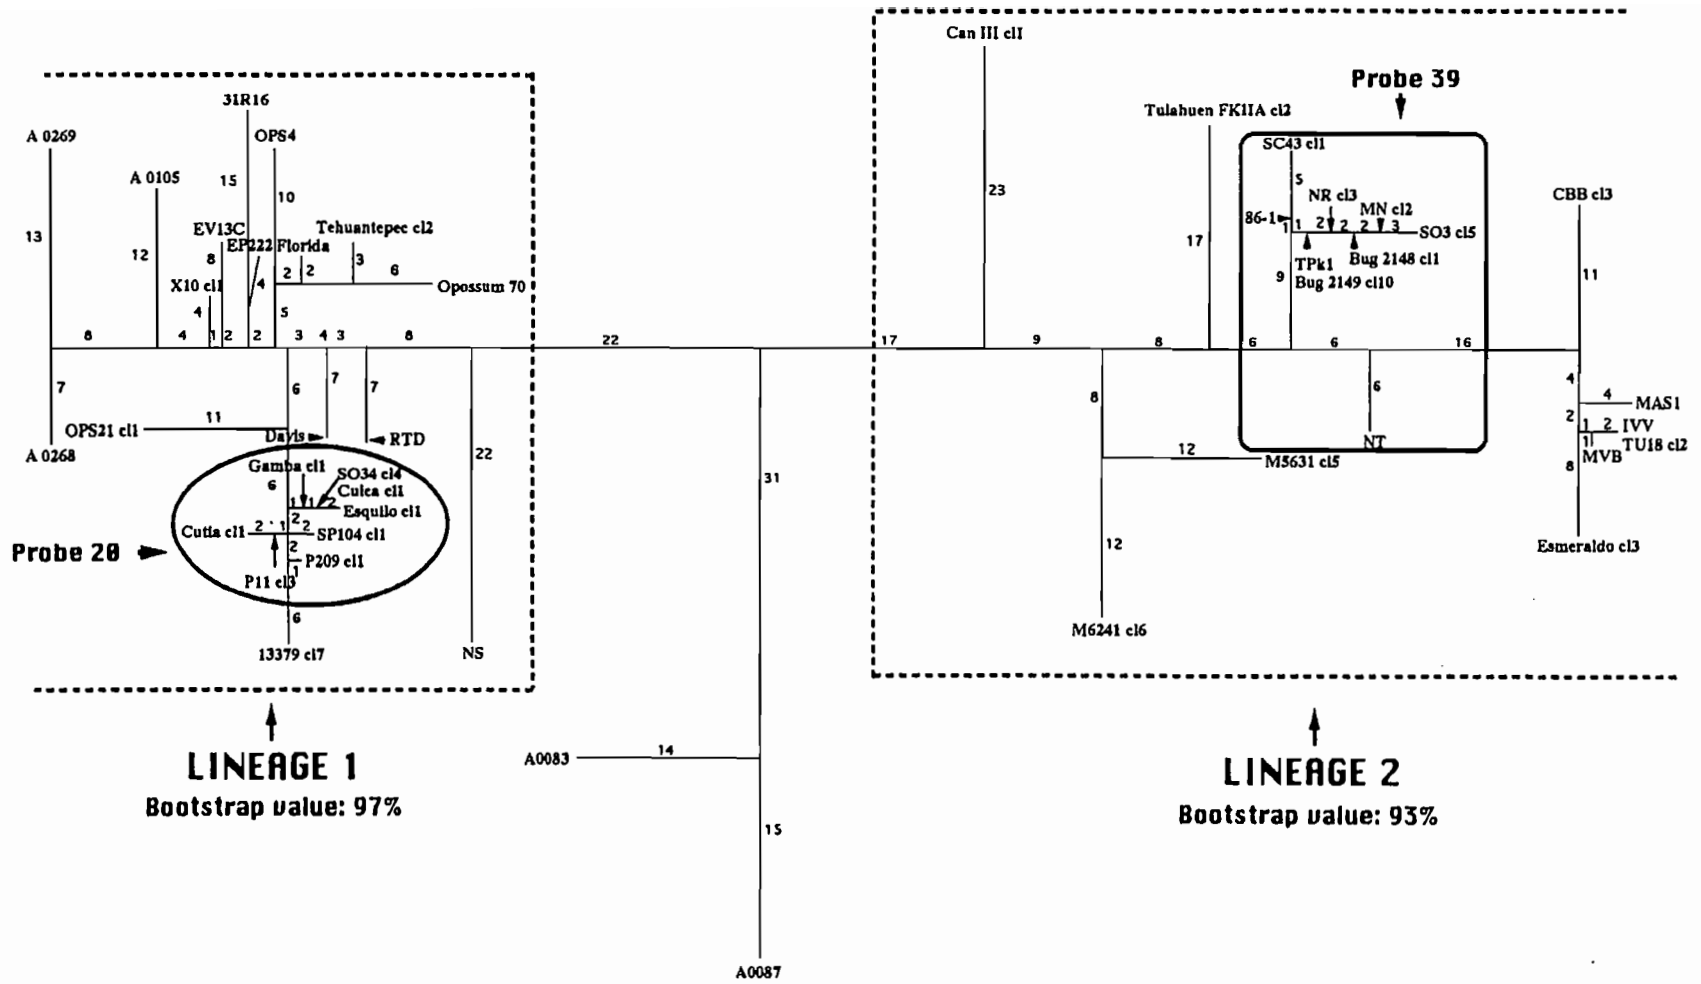 Can III clI
Probe 39
31R16
Tulahuen FKIIA cl2
A 0269
OPS4
SC43 cl1
A 0105
15
5
NR cl3
CBB cl3
10
23
MN cl2
EV13C
Tehuantepec cl2
86-1
1
1
2
2
2
3
SO3 cl5
13
EP222
Florida
17
12
8
3
TPk1
Bug 2148 cl1
2
2
6
9
Bug 2149 cl10
11
X10 cl1
4
Opossum 70
4
5
8
4
1
2
2
3
4
3
8
22
17
9
8
6
6
16
7
6
7
7
8
6
4
4
MAS1
11
2
1
2
IVV
OPS21 cl1
Davis
RTD
NT
1
TU18 cl2
A 0268
22
12
M5631 cl5
MVB
Gamba cl1
SO34 cl4
8
6
Culca cl1
31
1
1
2
Esquilo cl1
2
Cutia cl1
2
1
2
SP104 cl1
12
Esmeraldo cl3
Probe 20
2
P209 cl1
1
P11 cl3
6
M6241 cl6
13379 cl7
NS
LINEAGE 1
14
LINEAGE 2
A0083
Bootstrap value: 97%
Bootstrap value: 93%
15
A0087